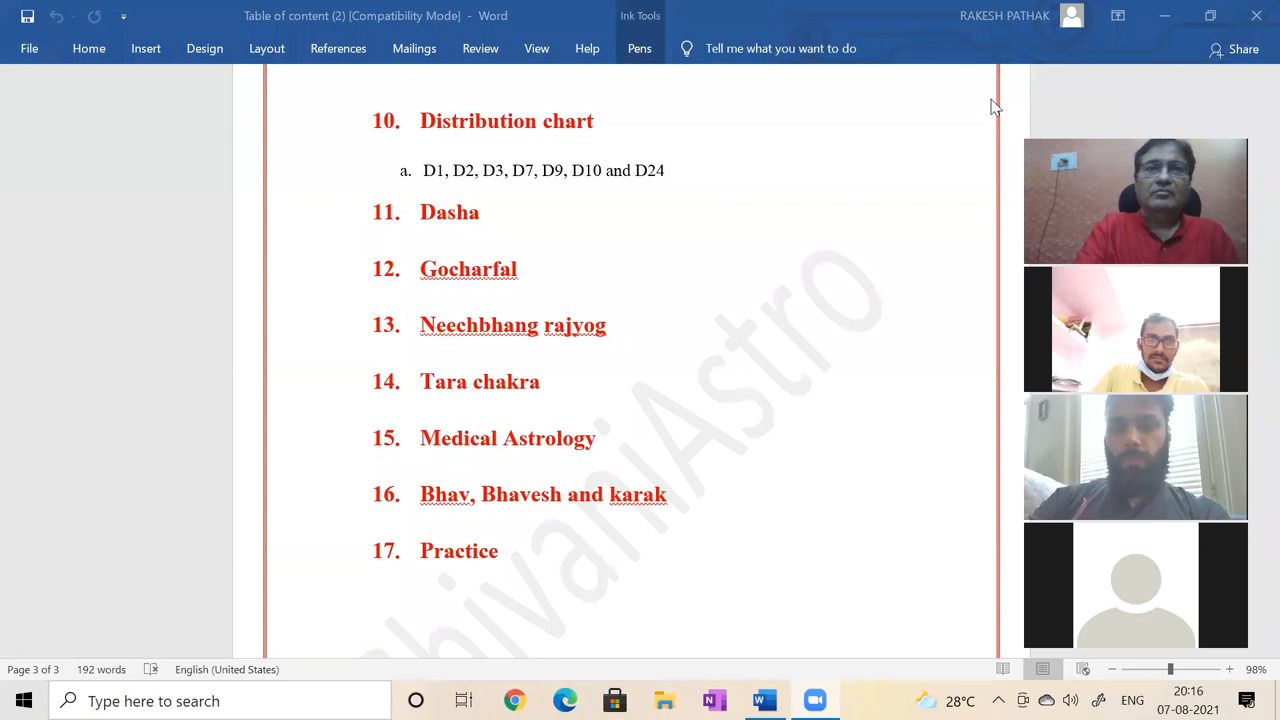 Table of content (2) [Compatibility Mode] - Word
Ink Tools
RAKESH PATHAK
File Home Insert Design Layout References Mailings Review View Help Pens Tell me what you want to do Share
10. Distribution chart
a. D1, D2, D3, D7, D9, D10 and D24
11. Dasha
12. Gocharfal
13. Neechbhang rajyog
14. Tara chakra
15. Medical Astrology
16. Bhav, Bhavesh and karak
17. Practice
hivaniAstro
Page 3 of 3 192 words English (United States) 98%
Type here to search
28°C ENG
20:16
07-08-2021